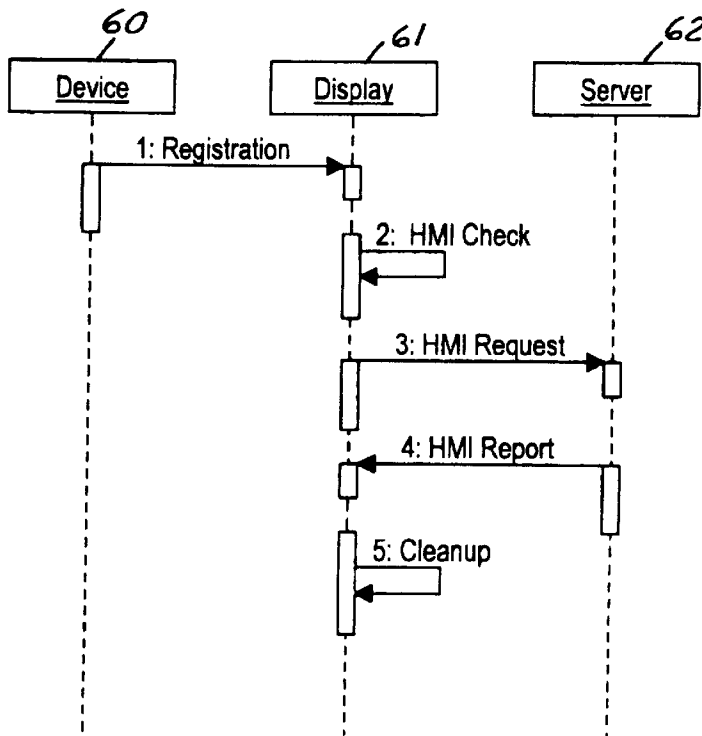 60
61
62
Device
Display
Server
1: Registration
2: HMI Check
3: HMI Request
4: HMI Report
5: Cleanup